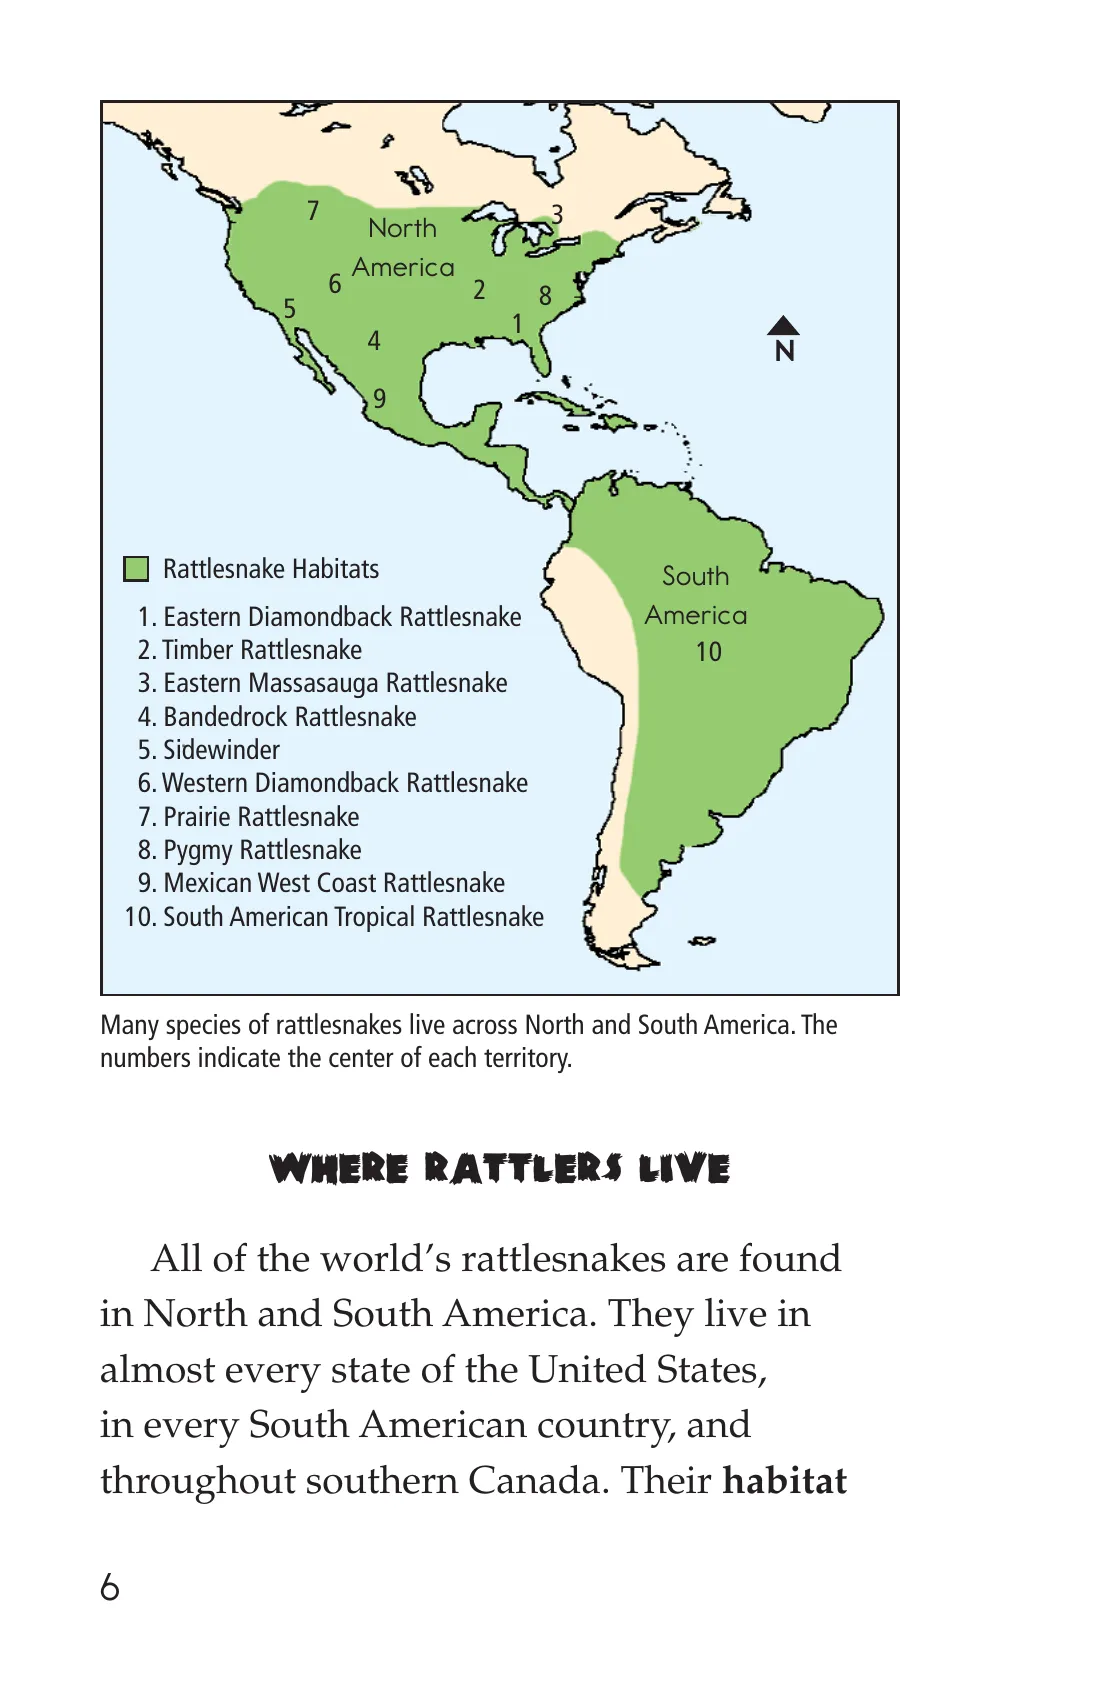 7
North
America
3
6
2
8
5
1
4
9
N
Rattlesnake Habitats
South
America
10
1. Eastern Diamondback Rattlesnake
2. Timber Rattlesnake
3. Eastern Massasauga Rattlesnake
4. Bandedrock Rattlesnake
5. Sidewinder
6. Western Diamondback Rattlesnake
7. Prairie Rattlesnake
8. Pygmy Rattlesnake
9. Mexican West Coast Rattlesnake
10. South American Tropical Rattlesnake
Many species of rattlesnakes live across North and South America. The
numbers indicate the center of each territory.
WHERE RATTLERS LIVE
All of the world's rattlesnakes are found
in North and South America. They live in
almost every state of the United States,
in every South American country, and
throughout southern Canada. Their habitat
6